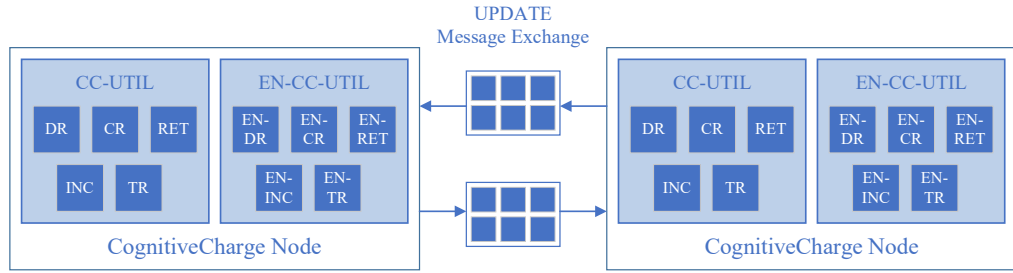 UPDATE
Message Exchange
CC-UTIL
DR CR RET
INC TR
EN-CC-UTIL
EN-
DR
EN-
CR
EN-
RET
EN-
INC
EN-
TR
CognitiveCharge Node
CC-UTIL
DR CR RET
INC TR
EN-CC-UTIL
EN-
DR
EN-
CR
EN-
RET
EN-
INC
EN-
TR
CognitiveCharge Node